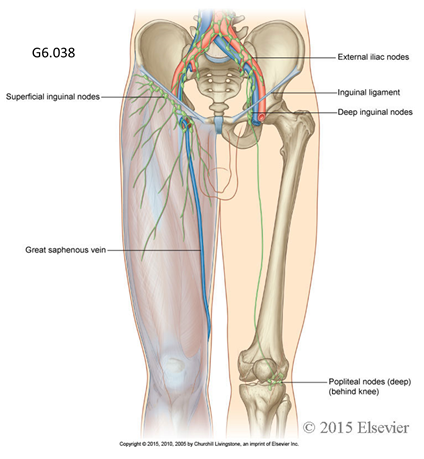 G6.038
External iliac nodes
Inguinal ligament
Superficial inguinal nodes
Deep inguinal nodes
Great saphenous vein
Popliteal nodes (deep)
(behind knee)
© 2015 Elsevier
Copyright © 2015, 2010, 2005 by Churchill Livingstone, an imprint of Elsevier Inc.